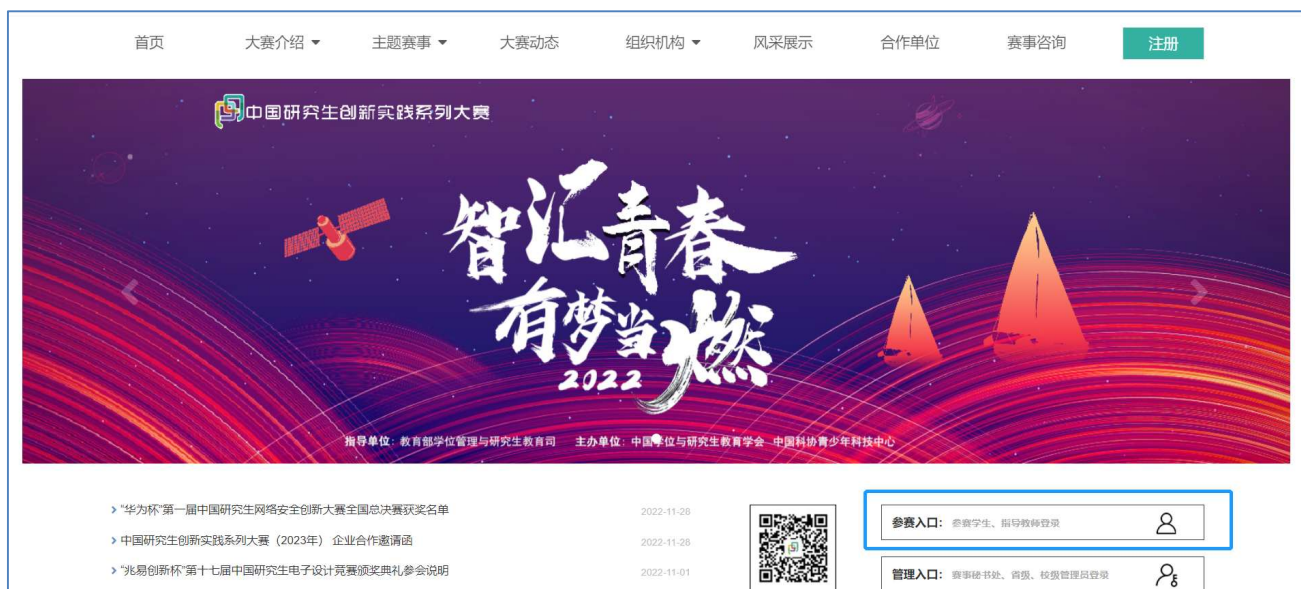 首页 大赛介绍 主题赛事 大赛动态 组织机构 风采展示 合作单位 赛事咨询 注册
中国研究生创新实践系列大赛
智汇青春
有梦当燃
2022
指导单位：教育部学位管理与研究生教育司 主办单位：中国学位与研究生教育学会 中国科协青少年科技中心
"华为杯"第一届中国研究生网络安全创新大赛全国总决赛获奖名单 2022-11-28
中国研究生创新实践系列大赛（2023年） 企业合作邀请函 2022-11-28
"兆易创新杯"第十七届中国研究生电子设计竞赛颁奖典礼参会说明 2022-11-01
参赛入口：参赛学生、指导教师登录
管理入口：赛事秘书处、省级、校级管理员登录